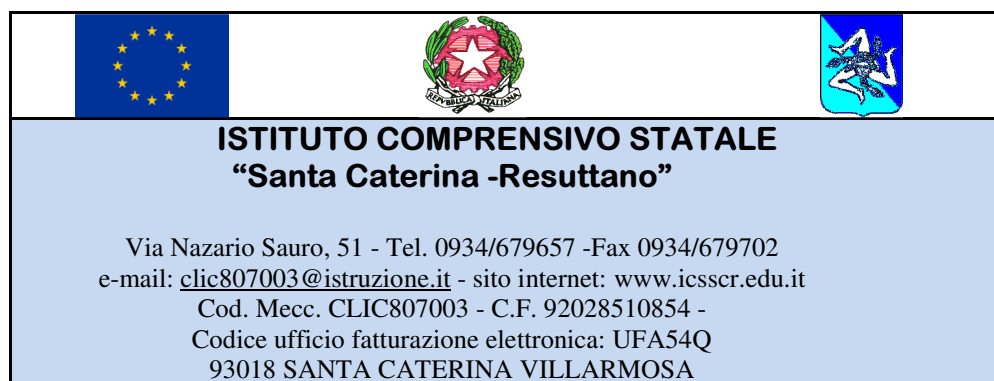 REPVBBLICA ITALIANA
ISTITUTO COMPRENSIVO STATALE
“Santa Caterina -Resuttano”
Via Nazario Sauro, 51 - Tel. 0934/679657 -Fax 0934/679702
e-mail: clic807003@istruzione.it - sito internet: www.icsscr.edu.it
Cod. Mecc. CLIC807003 - C.F. 92028510854 -
Codice ufficio fatturazione elettronica: UFA54Q
93018 SANTA CATERINA VILLARMOSA